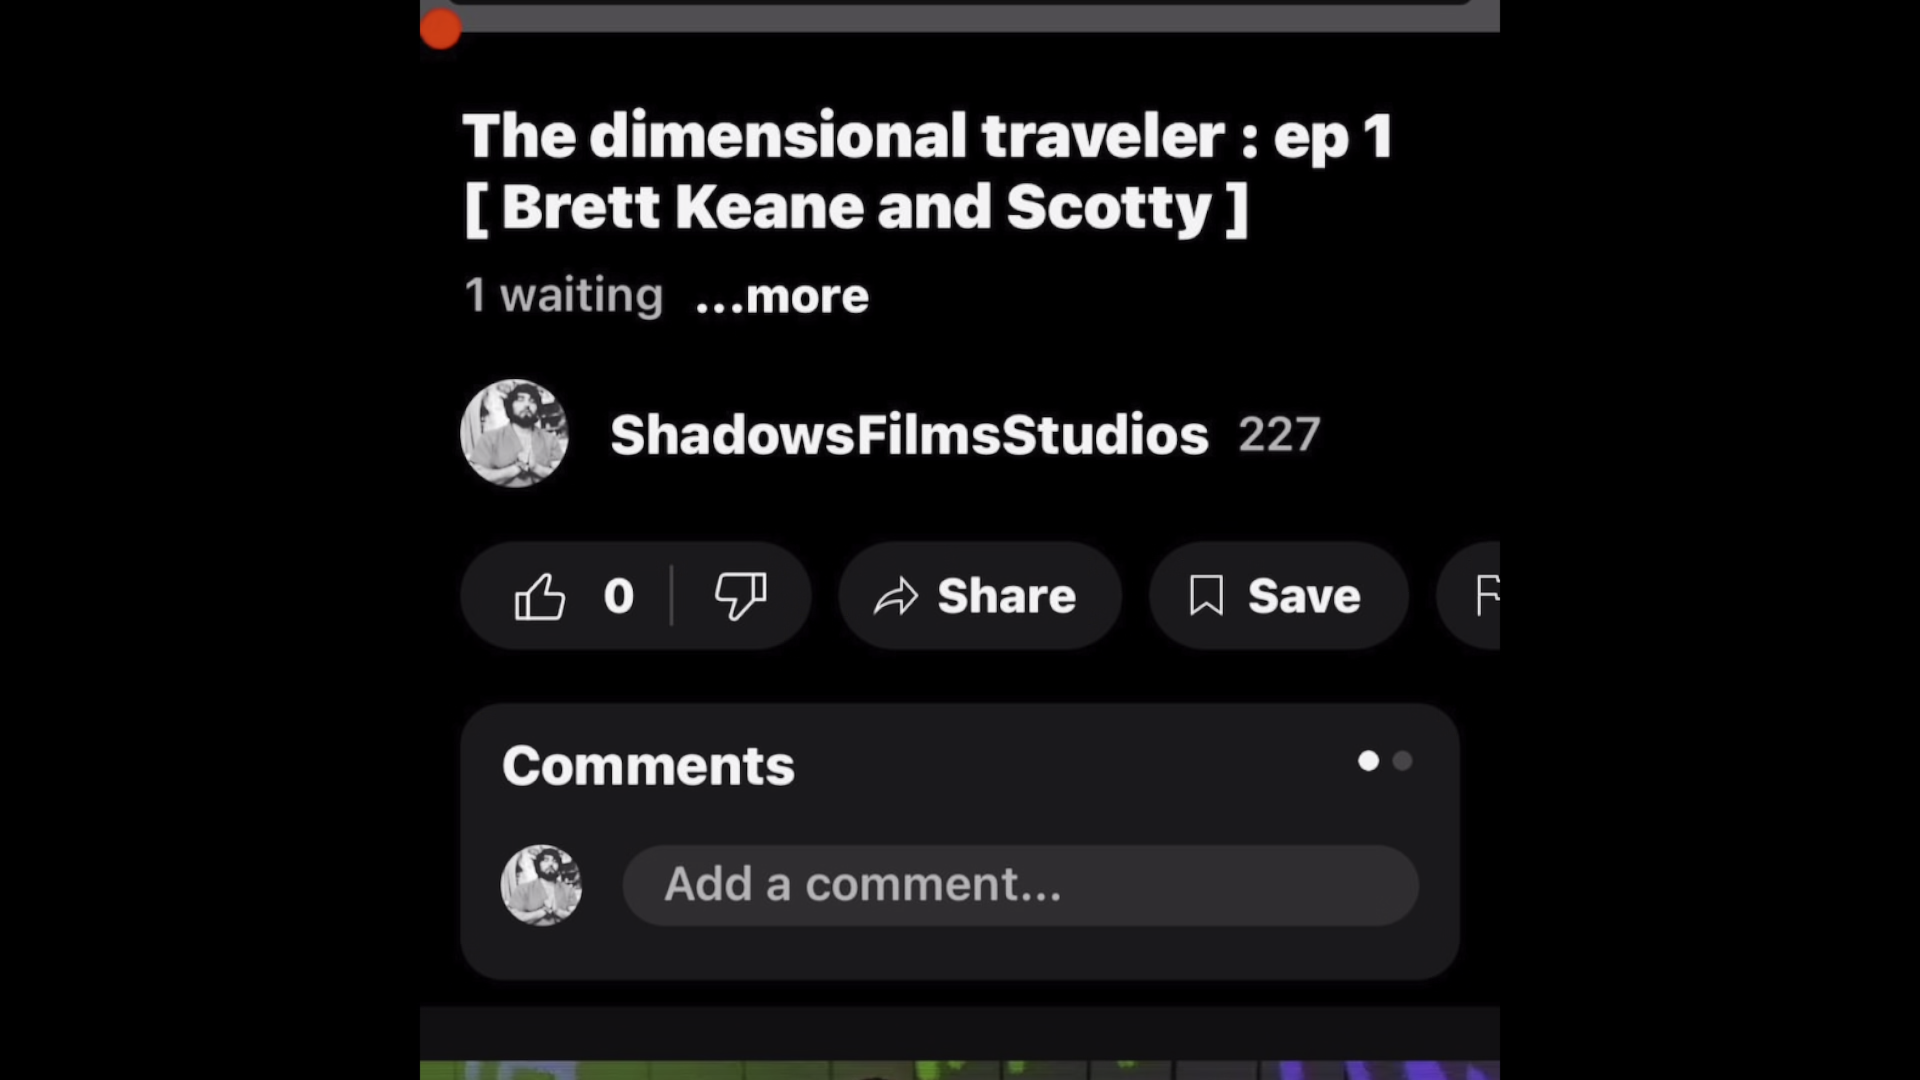 The dimensional traveler : ep 1
[ Brett Keane and Scotty ]
1 waiting ...more
ShadowsFilmsStudios 227
0 Share Save
Comments
Add a comment...